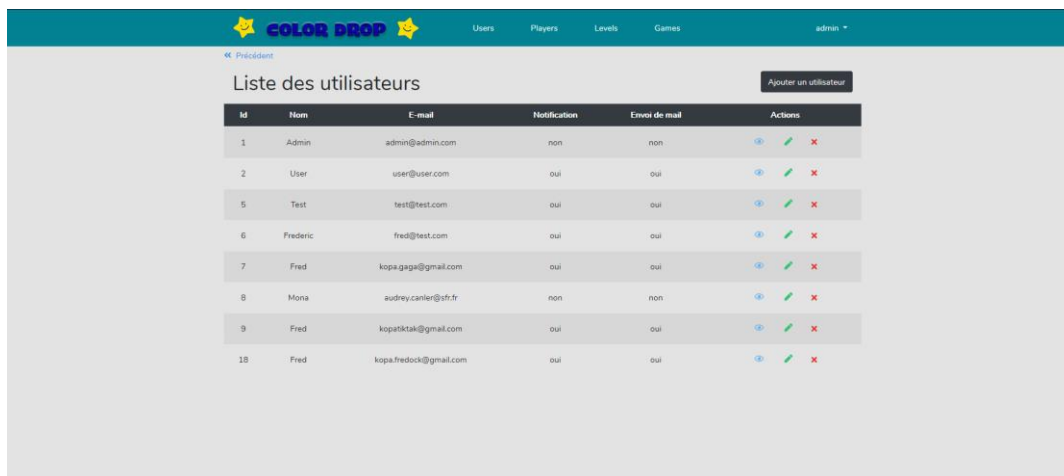 COLOR DROP Users Players Levels Games admin
« Précédent
Liste des utilisateurs Ajouter un utilisateur
Id Nom E-mail Notification Envoi de mail Actions
1 Admin admin@admin.com non non
2 User user@user.com oui oui
5 Test test@test.com oui oui
6 Frederic fred@test.com oui oui
7 Fred kopa.gaga@gmail.com oui oui
8 Mona audrey.canler@sfr.fr non non
9 Fred kopatiktak@gmail.com oui oui
18 Fred kopa.fredock@gmail.com oui oui